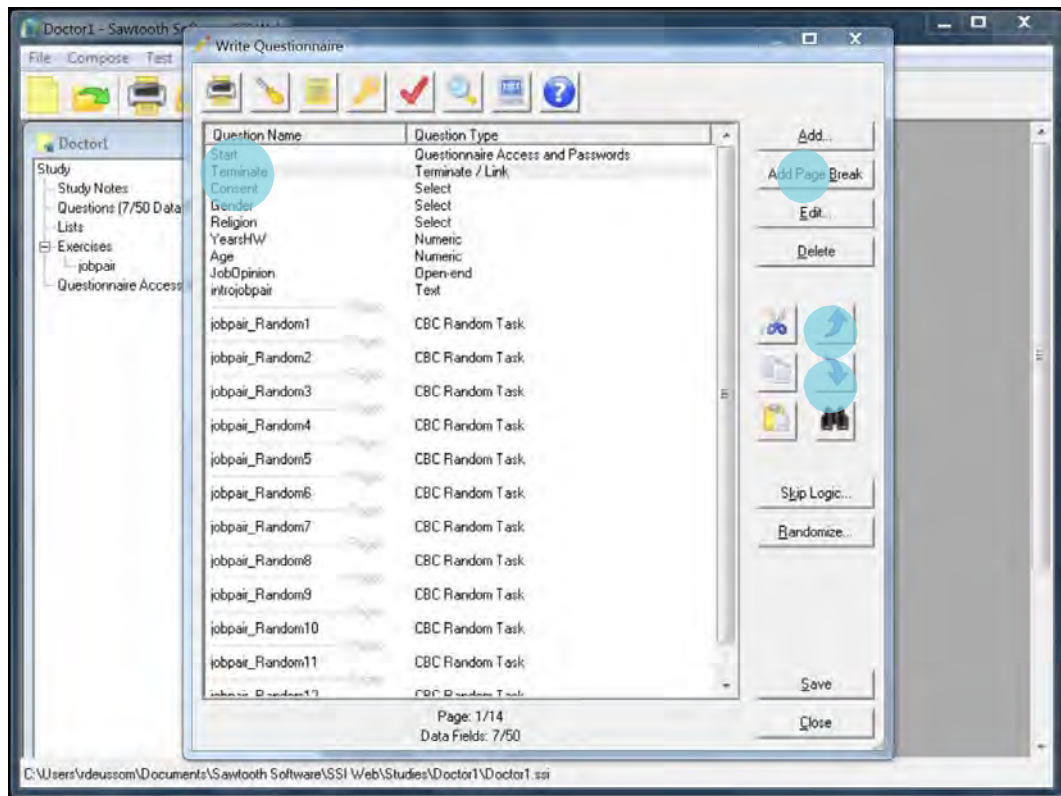 Doctor1 - Sawtooth
Write Questionnaire
File Compose Test
Doctor1
Study
Study Notes
Questions (7/50 Data
Lists
Exercises
jobpair
Questionnaire Access
Question Name Question Type
Start Questionnaire Access and Passwords
Terminate Terminate / Link
Consent Select
Gender Select
Religion Select
YearsHW Numeric
Age Numeric
JobOpinion Open-end
introjobpair Text
jobpair_Random1 CBC Random Task
jobpair_Random2 CBC Random Task
jobpair_Random3 CBC Random Task
jobpair_Random4 CBC Random Task
jobpair_Random5 CBC Random Task
jobpair_Random6 CBC Random Task
jobpair_Random7 CBC Random Task
jobpair_Random8 CBC Random Task
jobpair_Random9 CBC Random Task
jobpair_Random10 CBC Random Task
jobpair_Random11 CBC Random Task
jobpair_Random12 CBC Random Task
Add...
Add Page Break
Edit...
Delete
Skip Logic...
Randomize...
Save
Close
Page: 1/14
Data Fields: 7/50
C:\Users\rdeussom\Documents\Sawtooth Software\SSI Web\Studies\Doctor1\Doctor1.ssi